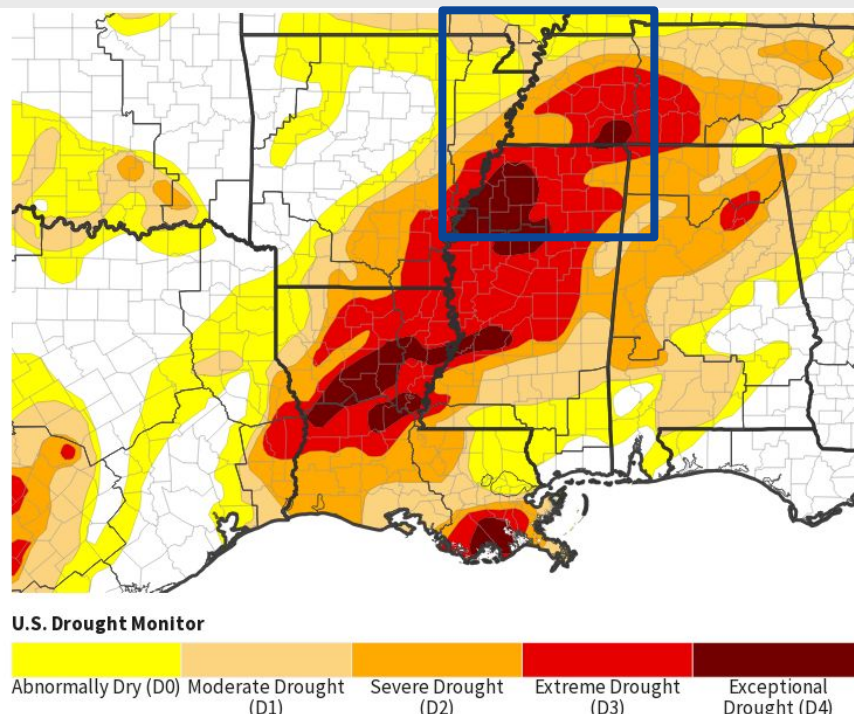 U.S. Drought Monitor
Abnormally Dry (D0) Moderate Drought (D1) Severe Drought (D2) Extreme Drought (D3) Exceptional Drought (D4)